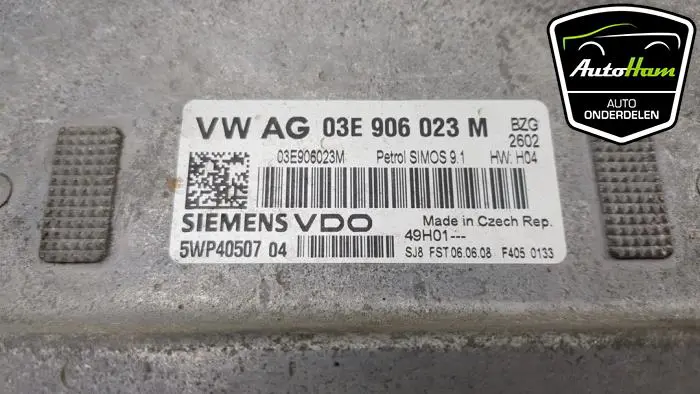 AutoHam
AUTO
ONDERDELEN
VW AG 03E 906 023 M BZG
2602
03E906023M Petrol SIMOS 9.1 HW: H04
SIEMENS VDO Made in Czech Rep.
5WP40507 04 49H01---
SJ8 FST 06.06.08 F405 0133